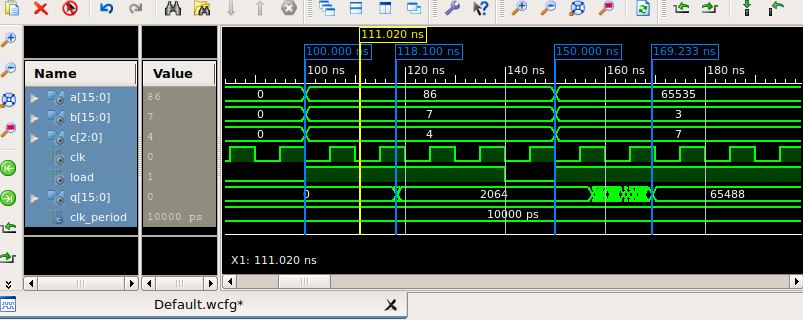 111.020 ns
100.000 ns 118.100 ns 150.000 ns 169.233 ns
Name Value 100 ns 120 ns 140 ns 160 ns 180 ns
a[15:0] 86 0 86 65535
b[15:0] 7 0 7 3
c[2:0] 4 0 4 7
clk 0
load 1
q[15:0] 0 0 2064 65488
clk_period 10000 ps 10000 ps
X1: 111.020 ns
Default.wcfg*